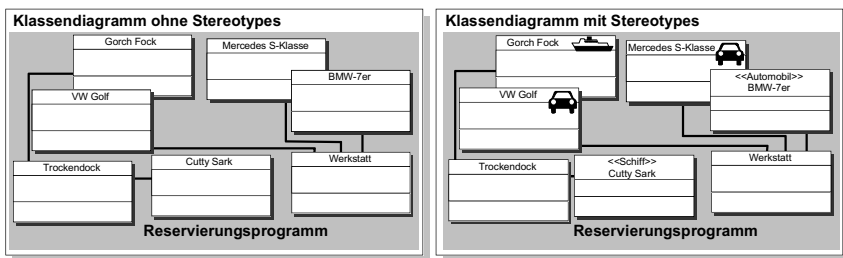 Klassendiagramm ohne Stereotypes
Gorch Fock
Mercedes S-Klasse
BMW-7er
VW Golf
Trockendock
Cutty Sark
Werkstatt
Reservierungsprogramm
Klassendiagramm mit Stereotypes
Gorch Fock
Mercedes S-Klasse
<<Automobil>>
BMW-7er
VW Golf
Trockendock
<<Schiff>>
Cutty Sark
Werkstatt
Reservierungsprogramm